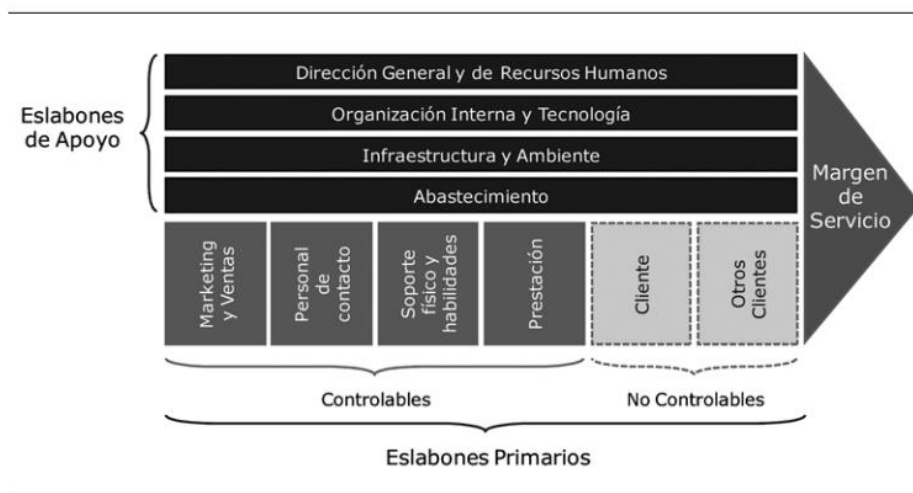 Dirección General y de Recursos Humanos
Organización Interna y Tecnología
Infraestructura y Ambiente
Abastecimiento
Eslabones
de Apoyo
Margen
de
Servicio
Marketing
y Ventas
Personal
de
contacto
Soporte
físico y
habilidades
Prestación
Cliente
Otros
Clientes
Controlables
No Controlables
Eslabones Primarios